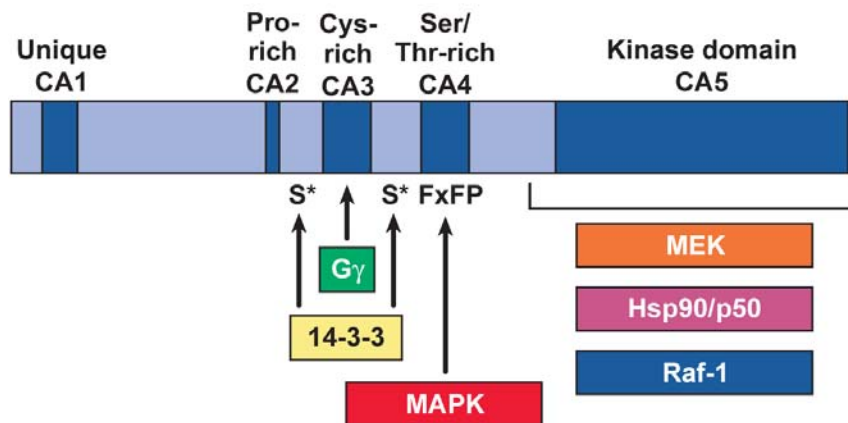 Unique
CA1
Pro-
rich
CA2
Cys-
rich
CA3
Ser/
Thr-rich
CA4
Kinase domain
CA5
S*
S*
FxFP
Gγ
14-3-3
MAPK
MEK
Hsp90/p50
Raf-1